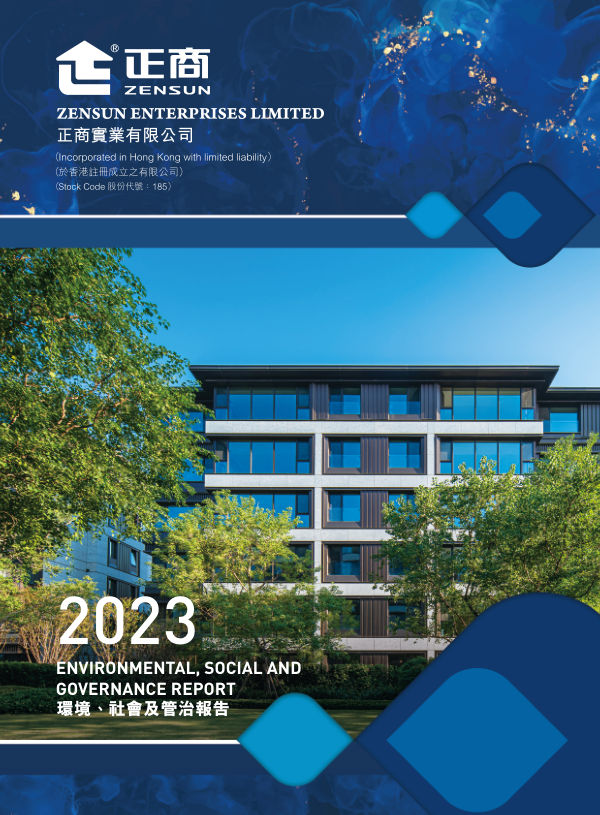 ®正商
ZENSUN
ZENSUN ENTERPRISES LIMITED
正商實業有限公司
(Incorporated in Hong Kong with limited liability)
(於香港註冊成立之有限公司)
(Stock Code 股份代號：185)
2023
ENVIRONMENTAL, SOCIAL AND
GOVERNANCE REPORT
環境、社會及管治報告